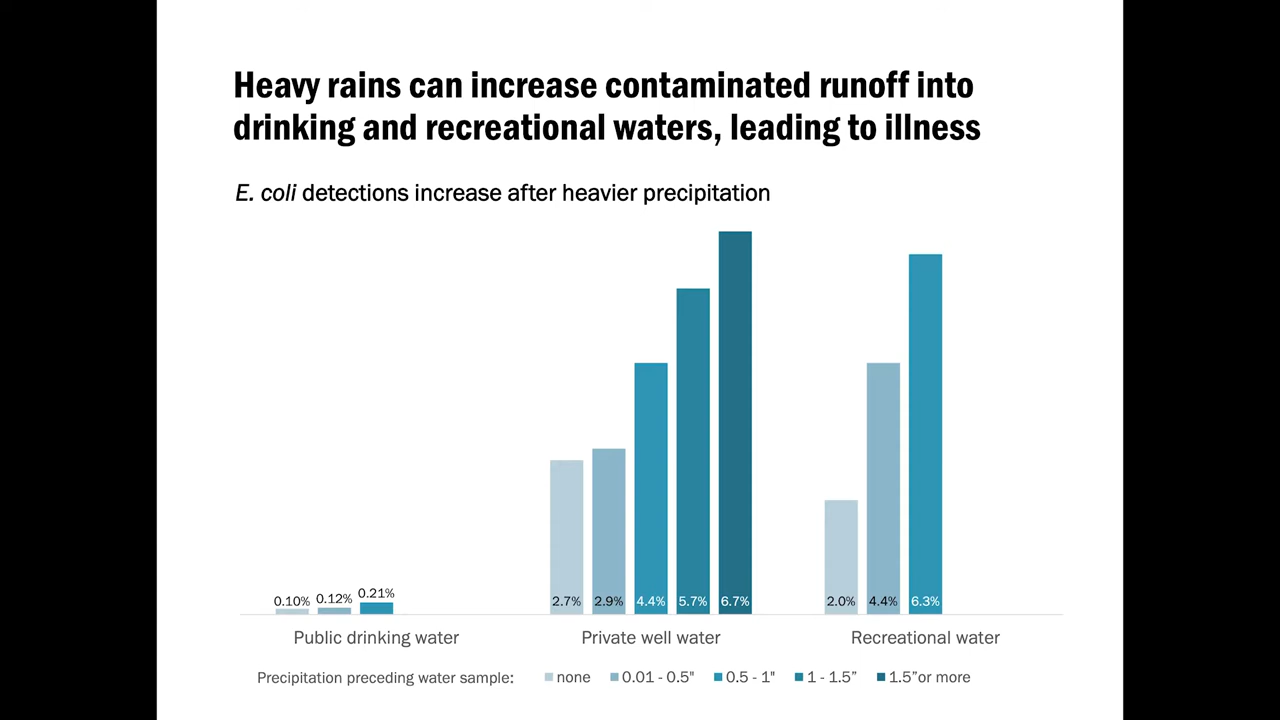 Heavy rains can increase contaminated runoff into
drinking and recreational waters, leading to illness
E. coli detections increase after heavier precipitation
0.10% 0.12% 0.21%
2.7% 2.9% 4.4% 5.7% 6.7%
2.0% 4.4% 6.3%
Public drinking water
Private well water
Recreational water
Precipitation preceding water sample: none 0.01 - 0.5" 0.5 - 1" 1 - 1.5” 1.5”or more